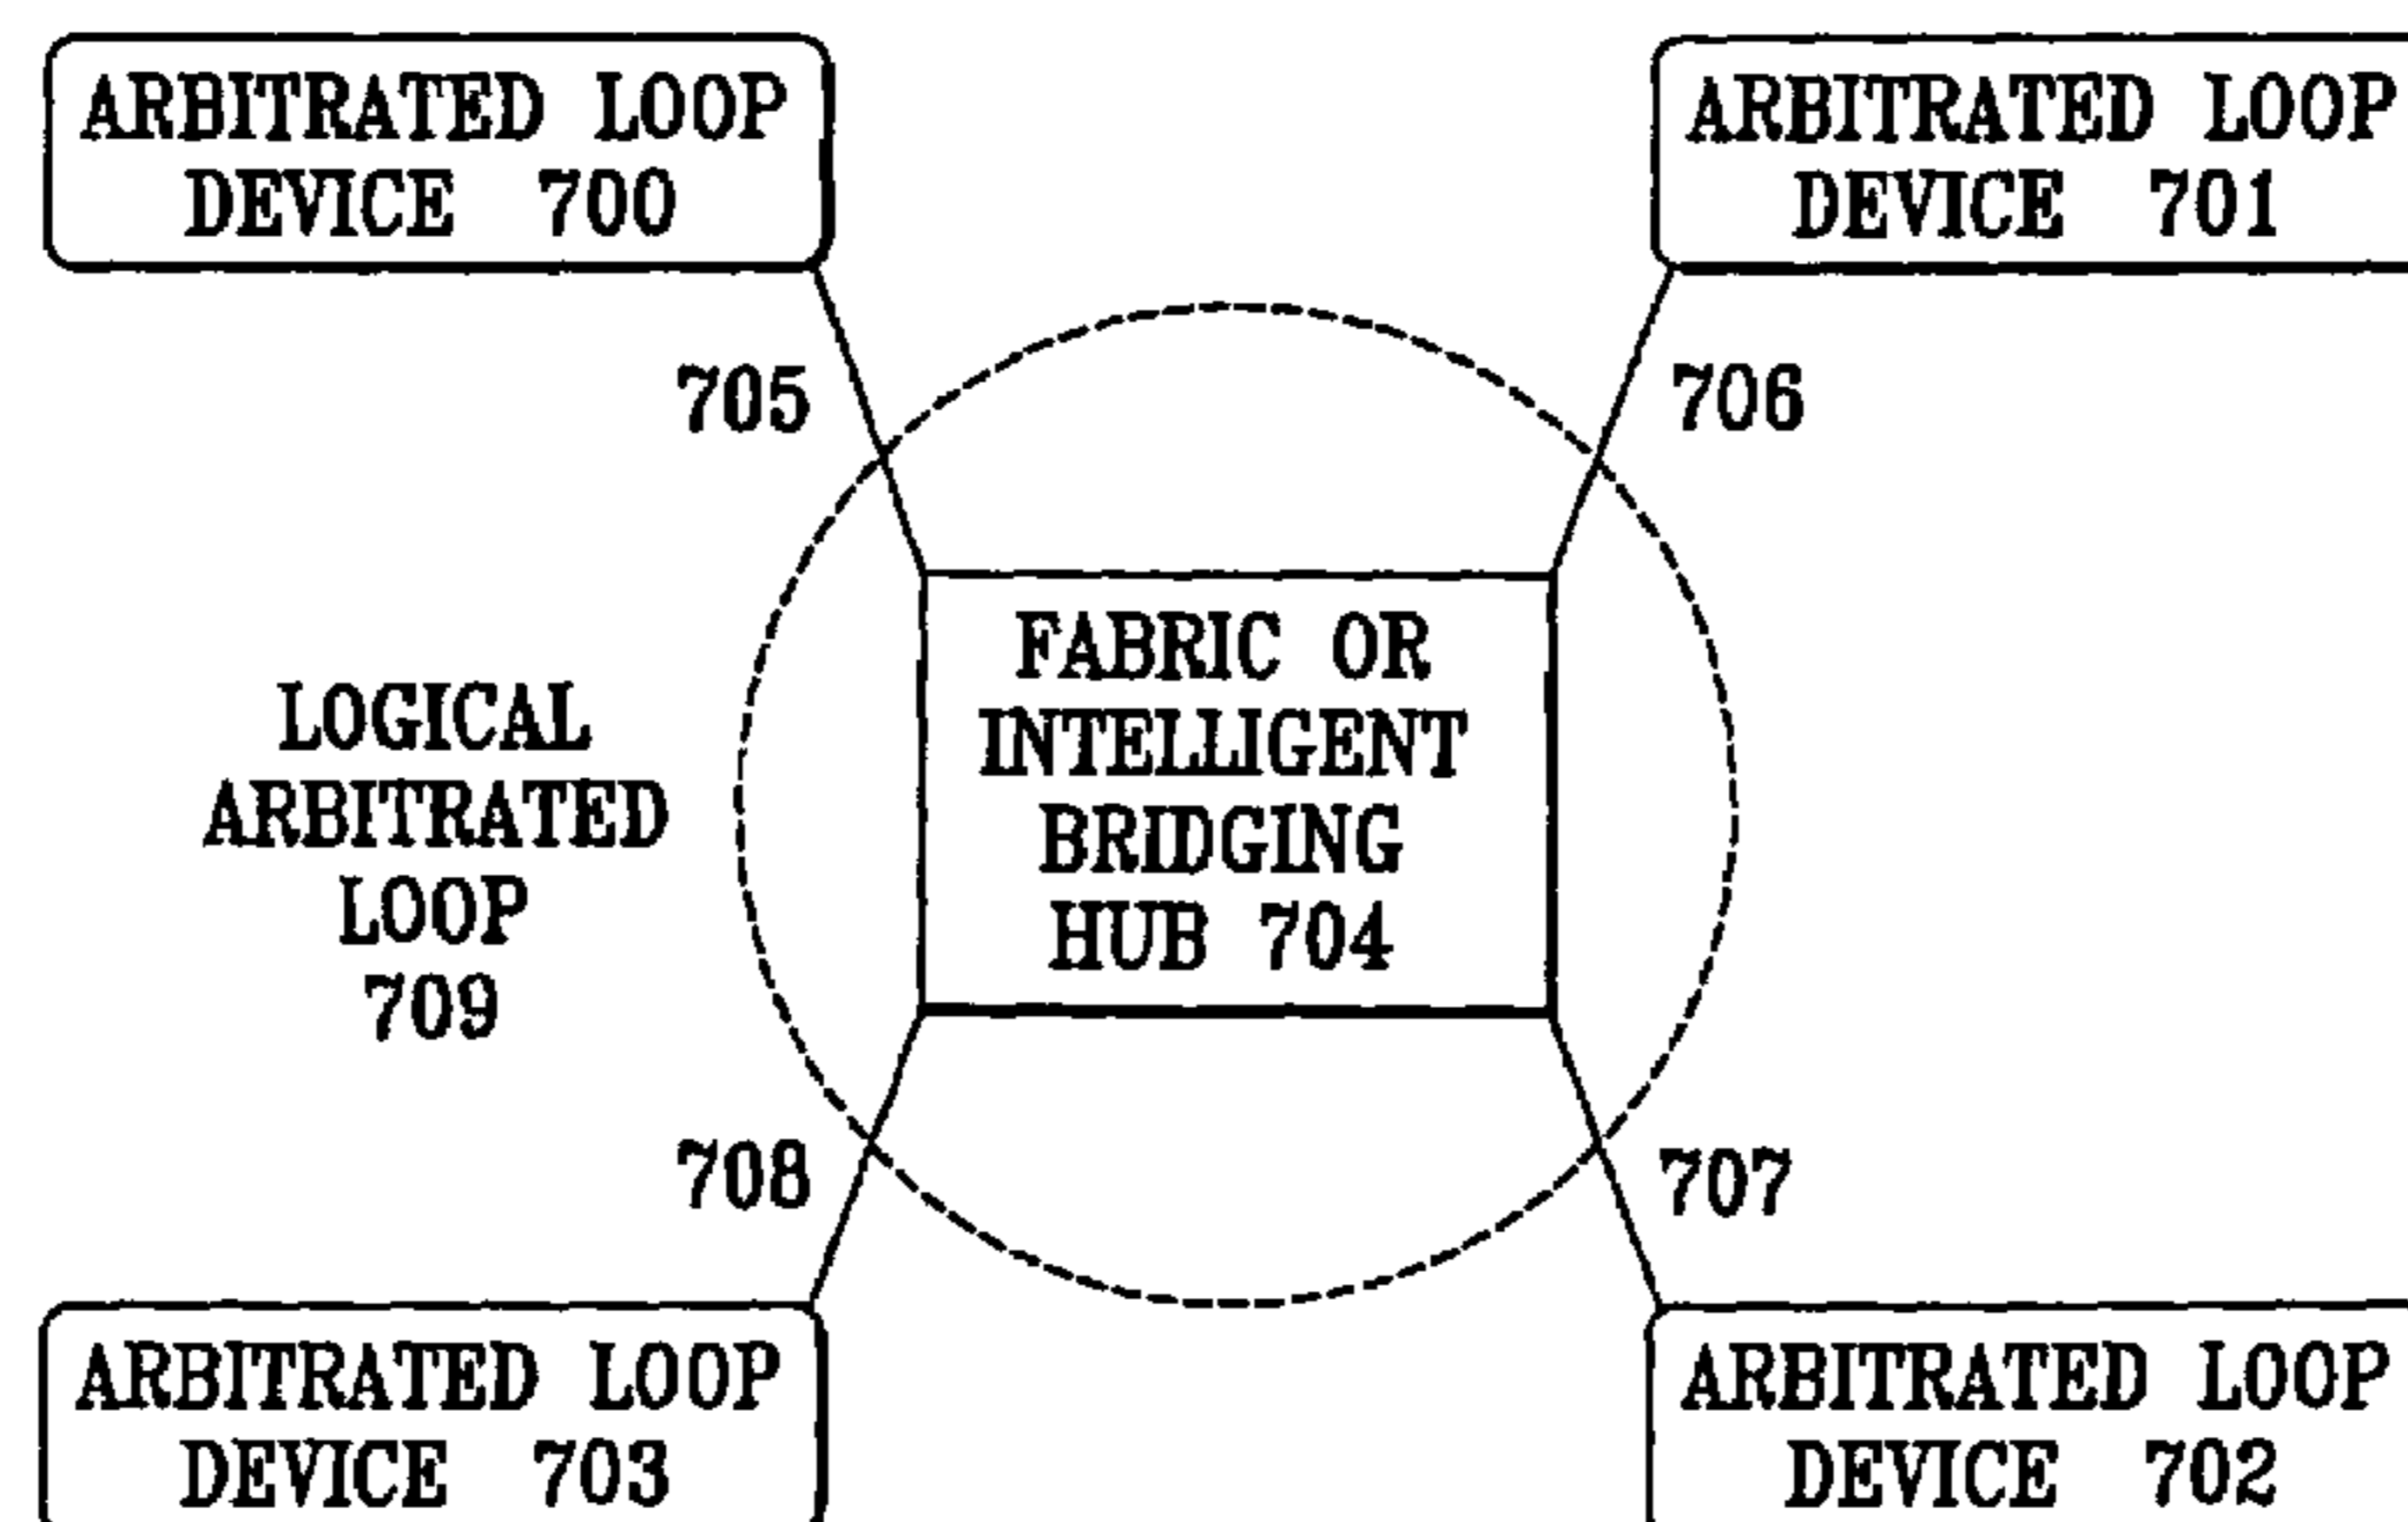 ARBITRATED LOOP
DEVICE 700
ARBITRATED LOOP
DEVICE 701
705
706
FABRIC OR
INTELLIGENT
BRIDGING
HUB 704
LOGICAL
ARBITRATED
LOOP
709
708
707
ARBITRATED LOOP
DEVICE 703
ARBITRATED LOOP
DEVICE 702